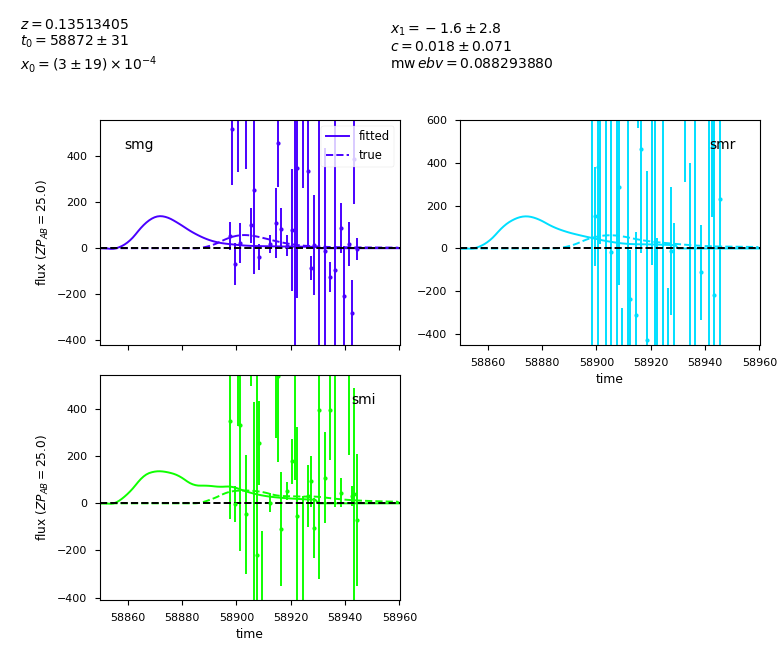 z = 0.13513405
t₀ = 58872 ± 31
x₀ = (3 ± 19) × 10⁻⁴
x₁ = −1.6 ± 2.8
c = 0.018 ± 0.071
mwebv = 0.088293880
smg
fitted
true
400
200
0
−200
−400
flux (ZP_AB = 25.0)
smr
600
400
200
0
−200
−400
58860 58880 58900 58920 58940 58960
time
smi
400
200
0
−200
−400
flux (ZP_AB = 25.0)
58860 58880 58900 58920 58940 58960
time